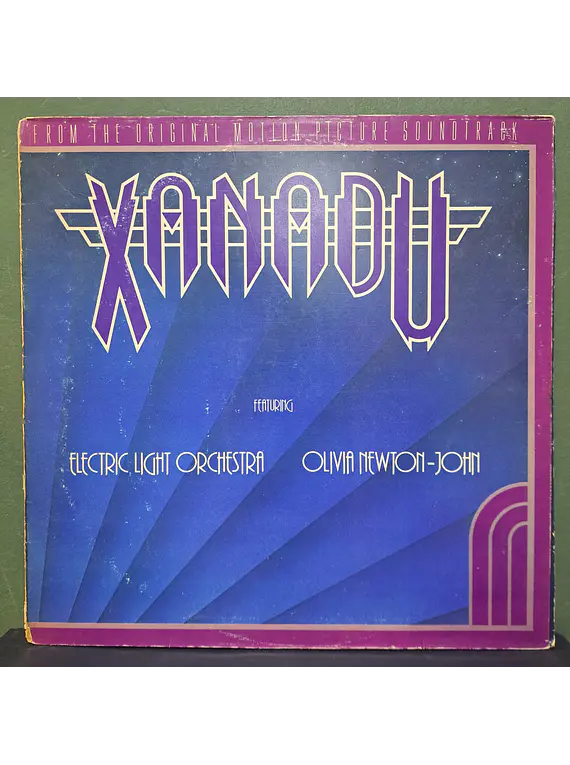 FROM THE ORIGINAL MOTION PICTURE SOUNDTRACK
XANADU
FEATURING
ELECTRIC LIGHT ORCHESTRA OLIVIA NEWTON-JOHN